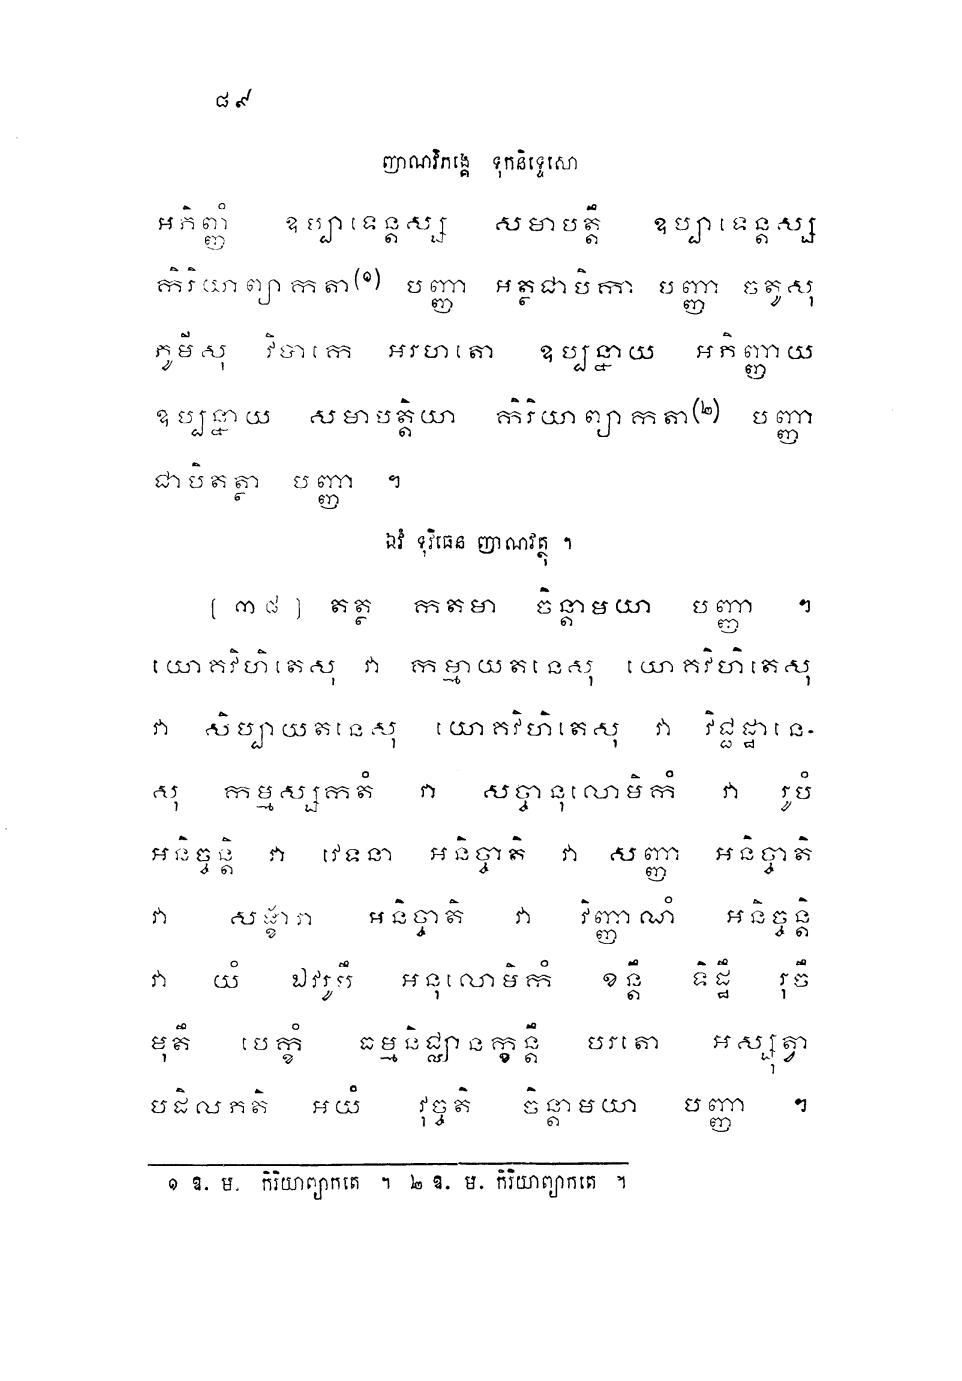 ៨៩
ញាណវិភង្គេ ទុកនិទ្ទេសោ
អភិញ្ញំ ឧប្បាទេន្តស្ស សមាបត្តឹ ឧប្បាទេន្តស្ស
កិរិយាព្យាកតា(១) បញ្ញា អត្ថជាបិកា បញ្ញា ចតូសុ
ភូមីសុ វិបាកេ អរហតោ ឧប្បន្នាយ អភិញ្ញាយ
ឧប្បន្នាយ សមាបត្តិយា កិរិយាព្យាកតា(២) បញ្ញា
ជាបិតត្ថា បញ្ញា ។
ឯវំ ទុវិធេន ញាណវត្ថុ ។
[៣៨] តត្ថ កតមា ចិន្តាមយា បញ្ញា ។
យោគវិហិតេសុ វា កម្មាយតនេសុ យោគវិហិតេសុ
វា សិប្បាយតនេសុ យោគវិហិតេសុ វា វិជ្ជដ្ឋានេ-
សុ កម្មស្សកតំ វា សច្ចានុលោមិកំ វា រូបំ
អនិច្ចន្តិ វា វេទនា អនិច្ចាតិ វា សញ្ញា អនិច្ចាតិ
វា សង្ខារា អនិច្ចាតិ វា វិញ្ញាណំ អនិច្ចន្តិ
វា យំ ឯវរូបឹ អនុលោមិកំ ខន្តឹ ទិដ្ឋឹ រុចឹ
មុតឹ បេក្ខំ ធម្មនិជ្ឈានក្ខន្តឹ បរតោ អស្សុត្វា
បដិលភតិ អយំ វុច្ចតិ ចិន្តាមយា បញ្ញា ។
១ ឧ. ម. កិរិយាព្យាកតេ ។ ២ ឧ. ម. កិរិយាព្យាកតេ ។